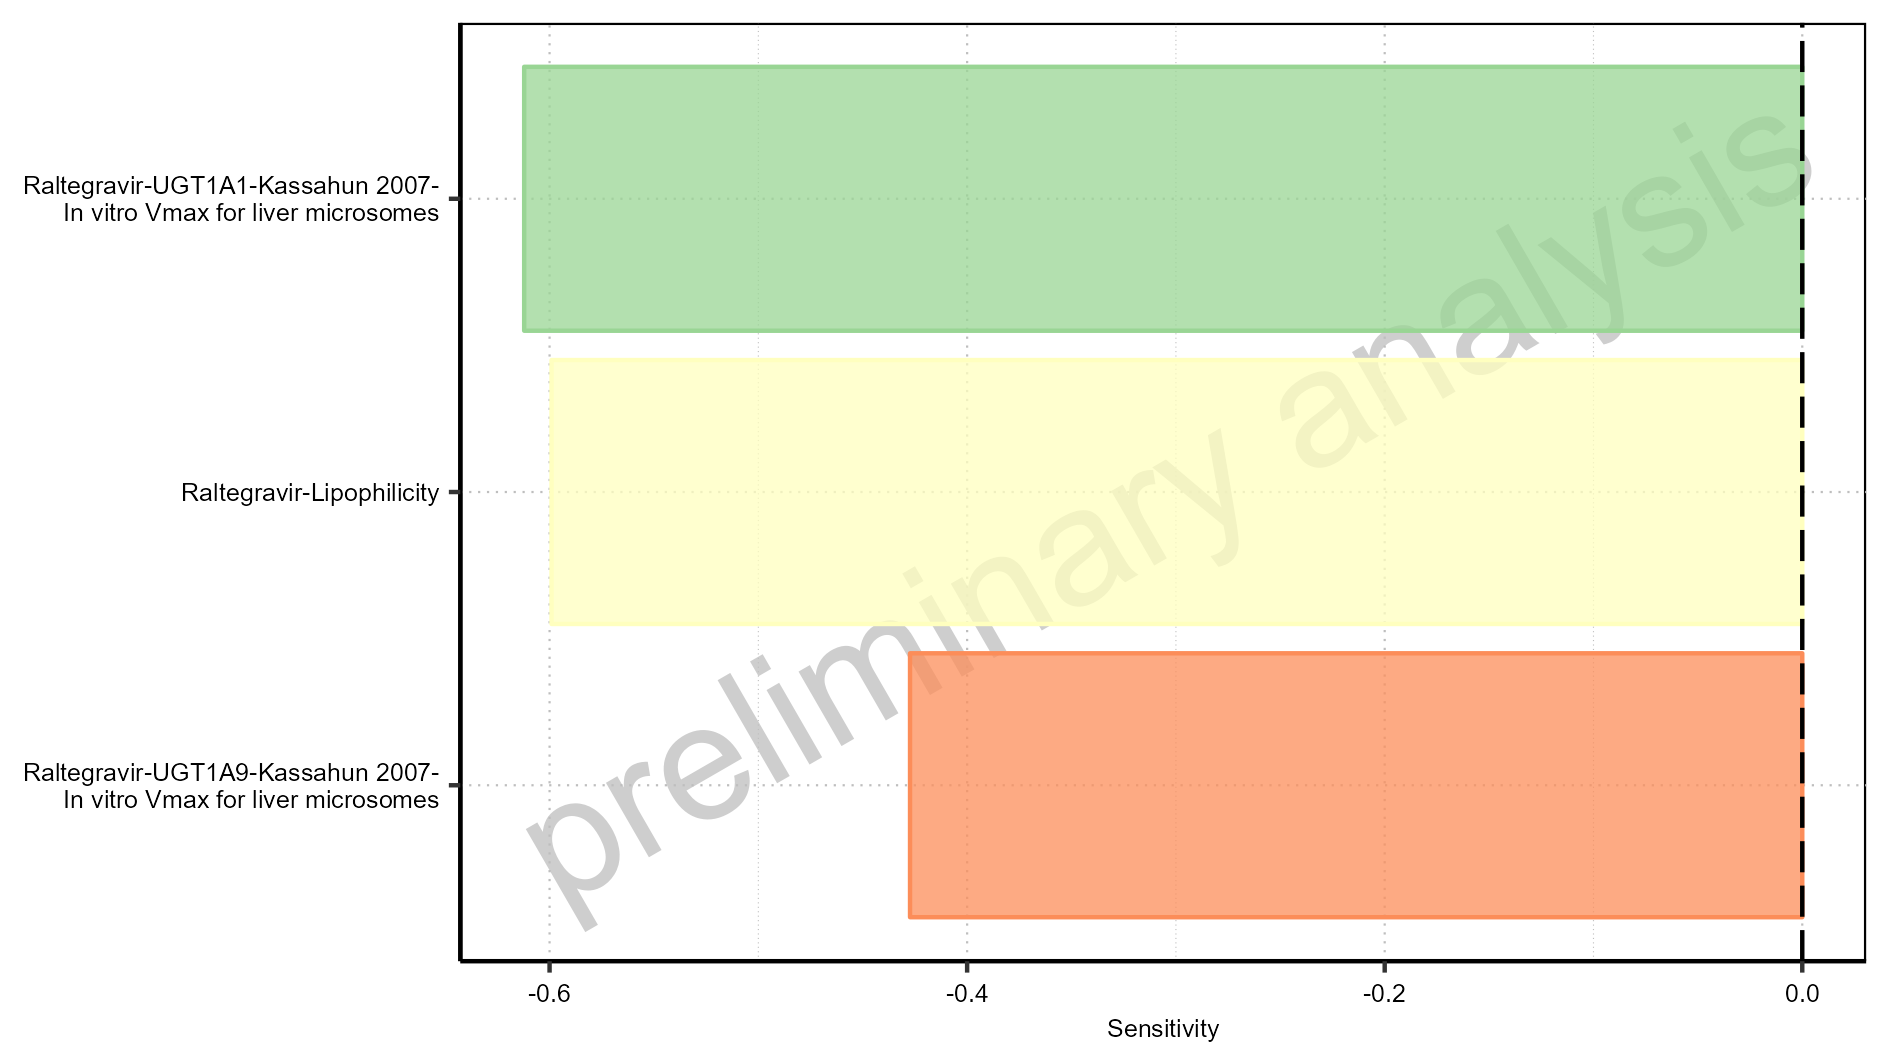 Raltegravir-UGT1A1-Kassahun 2007-
In vitro Vmax for liver microsomes
Raltegravir-Lipophilicity
Raltegravir-UGT1A9-Kassahun 2007-
In vitro Vmax for liver microsomes
preliminary analysis
-0.6
-0.4
-0.2
0.0
Sensitivity